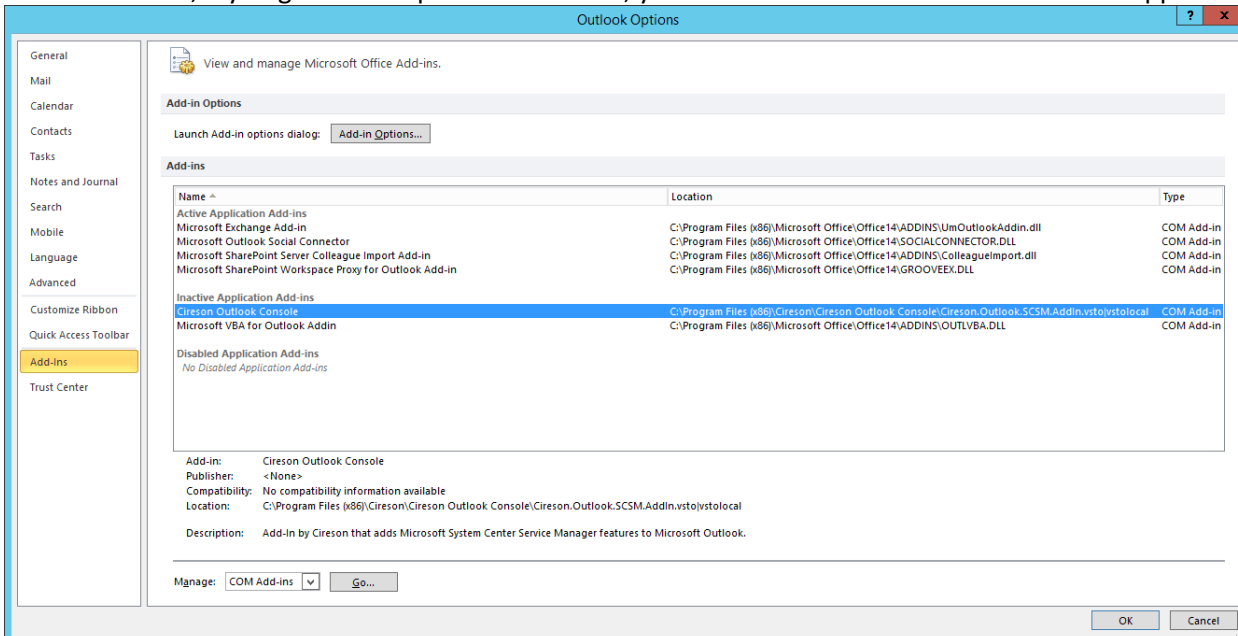 Outlook Options
? x
General
Mail
Calendar
Contacts
Tasks
Notes and Journal
Search
Mobile
Language
Advanced
Customize Ribbon
Quick Access Toolbar
Add-Ins
Trust Center
View and manage Microsoft Office Add-ins.
Add-in Options
Launch Add-in options dialog: Add-in Options...
Add-ins
Name Location Type
Active Application Add-ins
Microsoft Exchange Add-in C:\Program Files (x86)\Microsoft Office\Office14\ADDINS\UmOutlookAddin.dll COM Add-in
Microsoft Outlook Social Connector C:\Program Files (x86)\Microsoft Office\Office14\SOCIALCONNECTOR.DLL COM Add-in
Microsoft SharePoint Server Colleague Import Add-in C:\Program Files (x86)\Microsoft Office\Office14\ADDINS\ColleagueImport.dll COM Add-in
Microsoft SharePoint Workspace Proxy for Outlook Add-in C:\Program Files (x86)\Microsoft Office\Office14\GROOVEEX.DLL COM Add-in
Inactive Application Add-ins
Cireson Outlook Console C:\Program Files (x86)\Cireson\Cireson Outlook Console\Cireson.Outlook.SCSM.AddIn.vsto|vstolocal COM Add-in
Microsoft VBA for Outlook Addin C:\Program Files (x86)\Microsoft Office\Office14\ADDINS\OUTLVBA.DLL COM Add-in
Disabled Application Add-ins
No Disabled Application Add-ins
Add-in: Cireson Outlook Console
Publisher: <None>
Compatibility: No compatibility information available
Location: C:\Program Files (x86)\Cireson\Cireson Outlook Console\Cireson.Outlook.SCSM.AddIn.vsto|vstolocal
Description: Add-In by Cireson that adds Microsoft System Center Service Manager features to Microsoft Outlook.
Manage: COM Add-ins Go...
OK Cancel